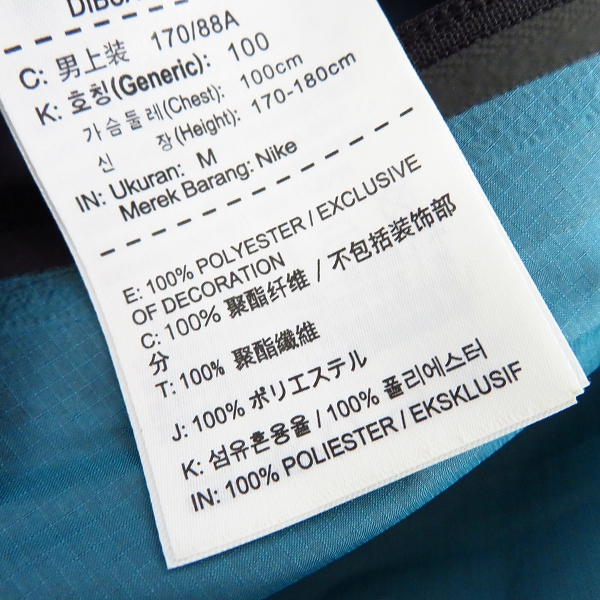 C: 男上装 170/88A
K: 호칭(Generic): 100
가슴둘레(Chest): 100cm
신 장(Height): 170-180cm
IN: Ukuran: M
Merek Barang: Nike
E: 100% POLYESTER / EXCLUSIVE
OF DECORATION
C: 100% 聚酯纤维 / 不包括装饰部
分
T: 100% 聚酯纖維
J: 100% ポリエステル
K: 섬유혼용율 / 100% 폴리에스터
IN: 100% POLIESTER / EKSKLUSIF